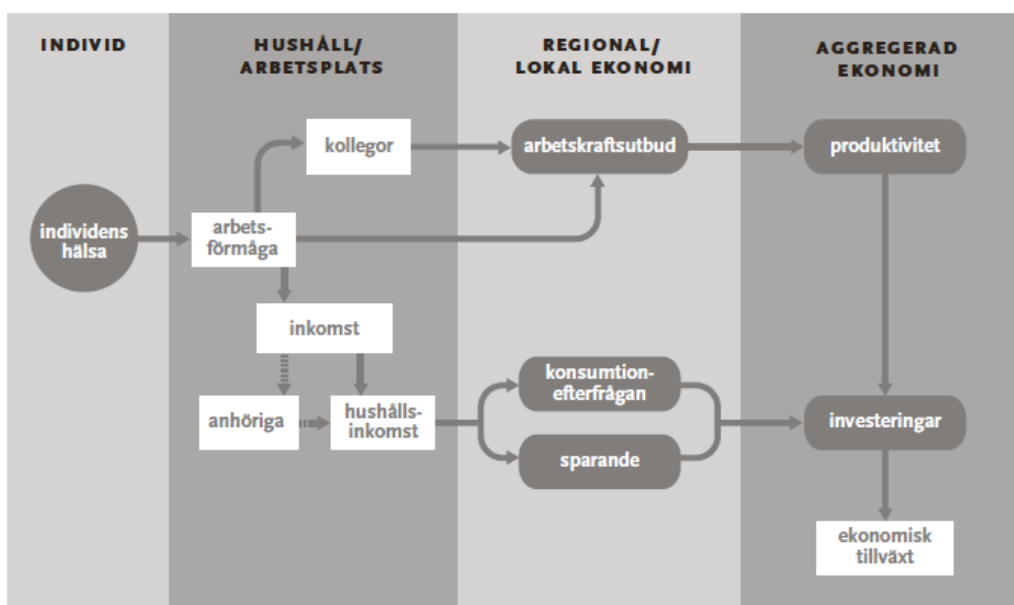 INDIVID
HUSHÅLL/
ARBETSPLATS
REGIONAL/
LOKAL EKONOMI
AGGREGERAD
EKONOMI
kollegor
arbetskraftsutbud
produktivitet
individens
hälsa
arbets-
förmåga
inkomst
anhöriga
hushålls-
inkomst
konsumtion-
efterfrågan
sparande
investeringar
ekonomisk
tillväxt